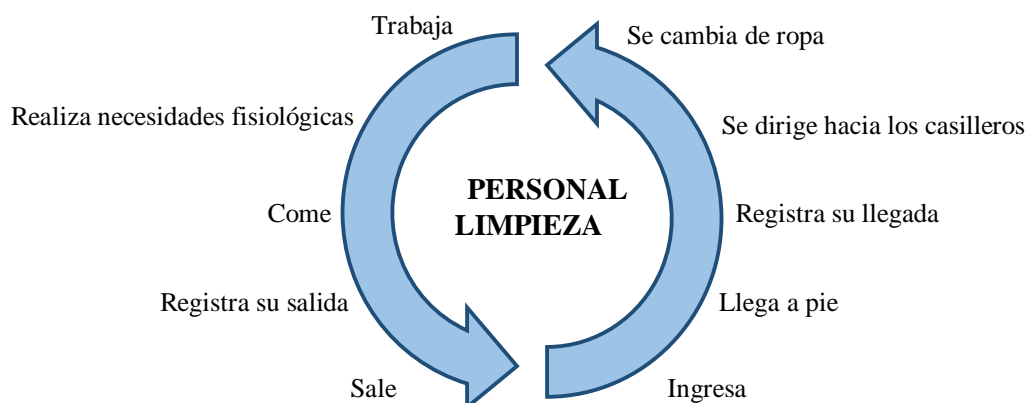 Trabaja
Se cambia de ropa
Realiza necesidades fisiológicas
Se dirige hacia los casilleros
PERSONAL
LIMPIEZA
Come
Registra su llegada
Registra su salida
Llega a pie
Sale
Ingresa